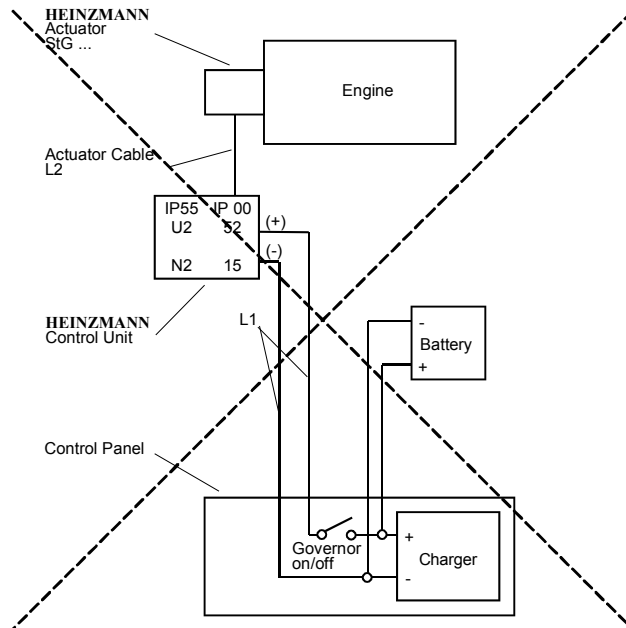 HEINZMANN
Actuator
StG ...
Engine
Actuator Cable
L2
IP55 IP 00
U2 52 (+)
(-)
N2 15
HEINZMANN
Control Unit
L1
-
Battery
+
Control Panel
Governor
on/off
+
Charger
-